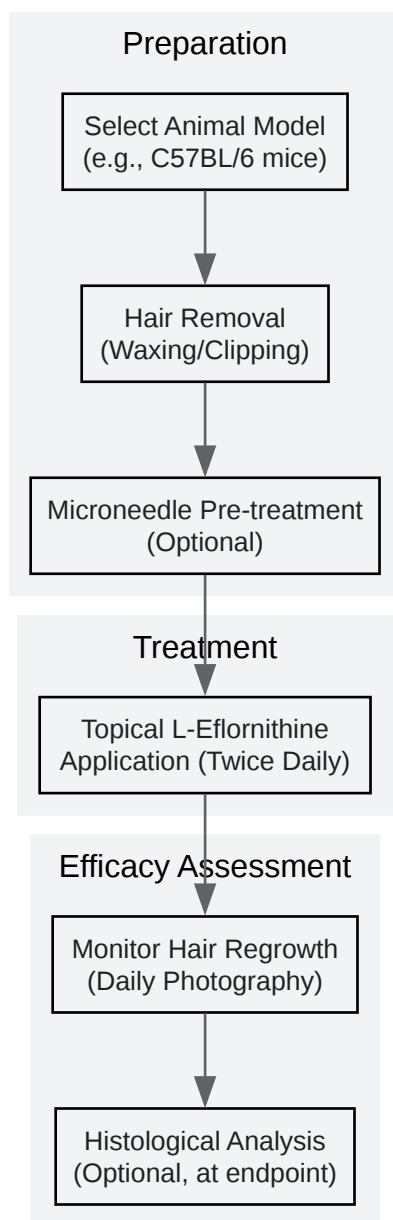 Preparation
Select Animal Model
(e.g., C57BL/6 mice)
Hair Removal
(Waxing/Clipping)
Microneedle Pre-treatment
(Optional)
Treatment
Topical L-Eflornithine
Application (Twice Daily)
Efficacy Assessment
Monitor Hair Regrowth
(Daily Photography)
Histological Analysis
(Optional, at endpoint)